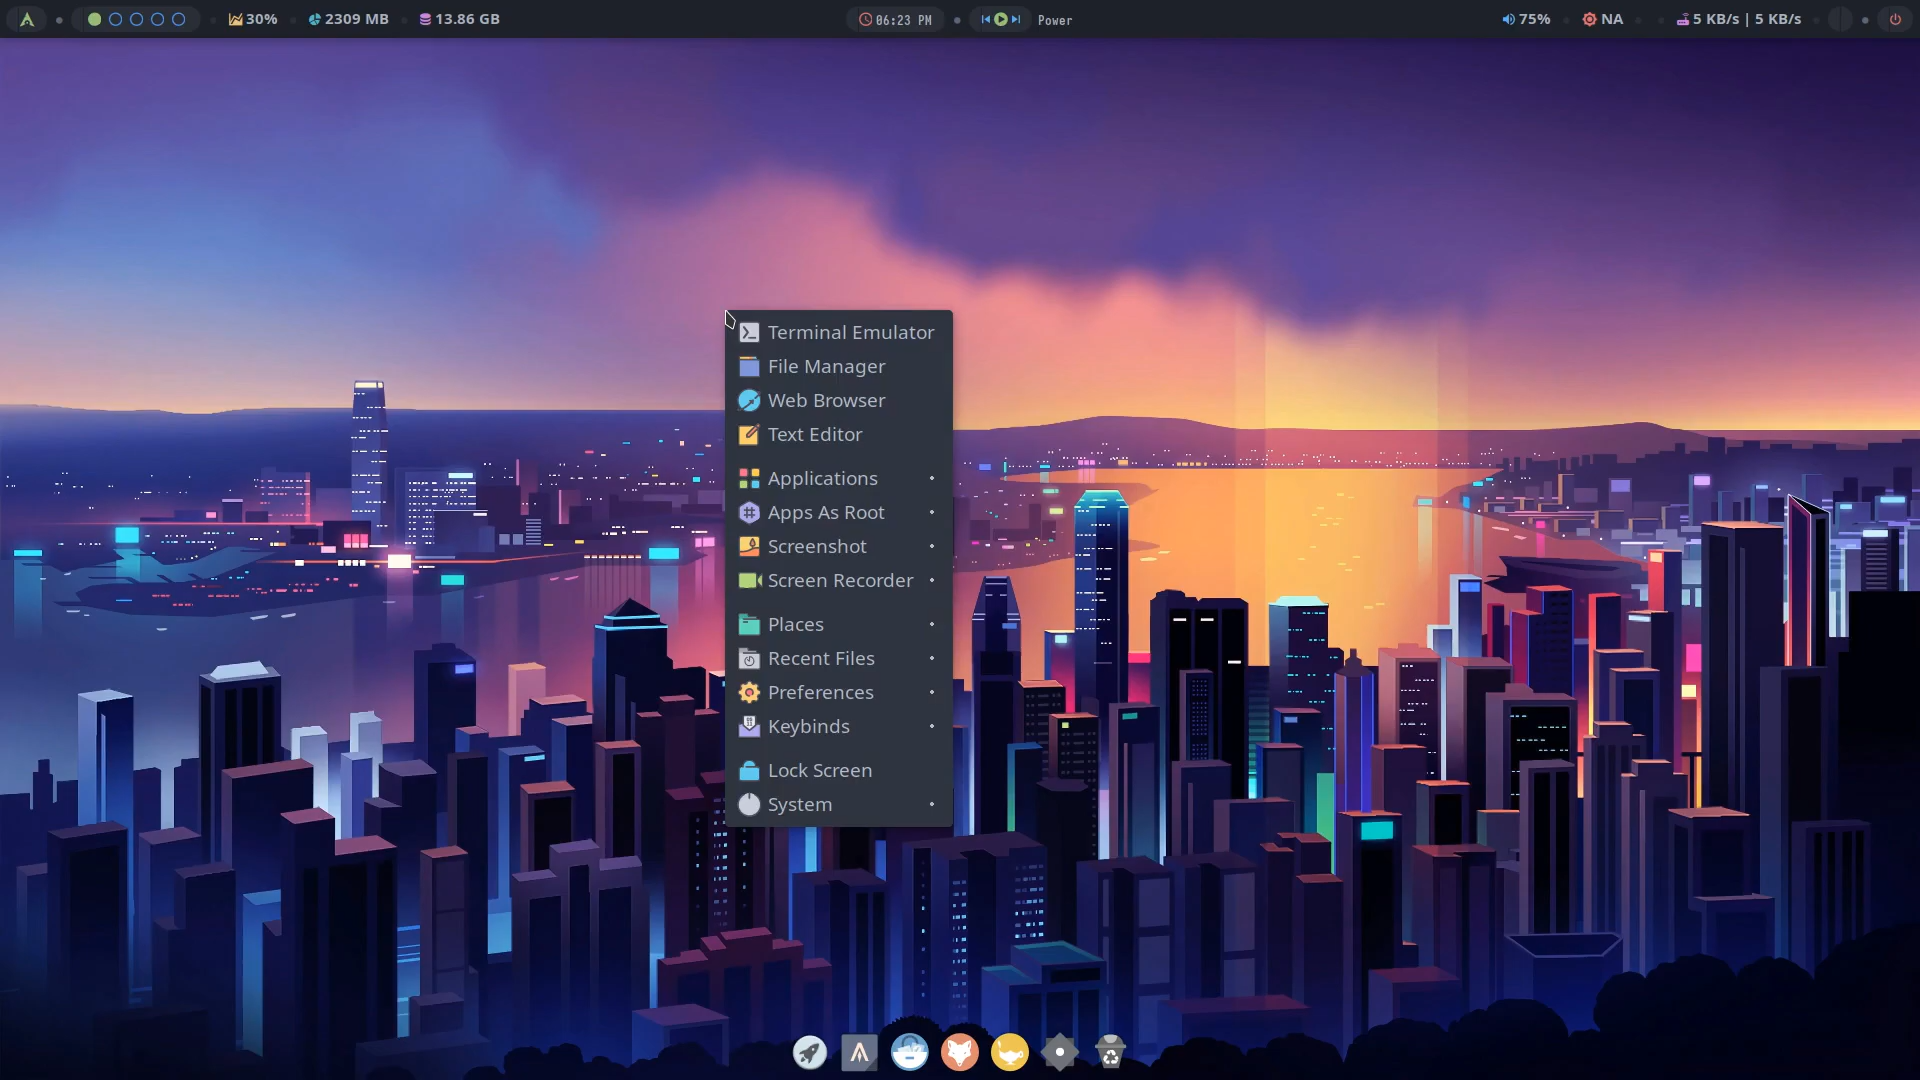 30%
2309 MB
13.86 GB
06:23 PM
Power
75%
NA
5 KB/s | 5 KB/s
Terminal Emulator
File Manager
Web Browser
Text Editor
Applications
Apps As Root
Screenshot
Screen Recorder
Places
Recent Files
Preferences
Keybinds
Lock Screen
System